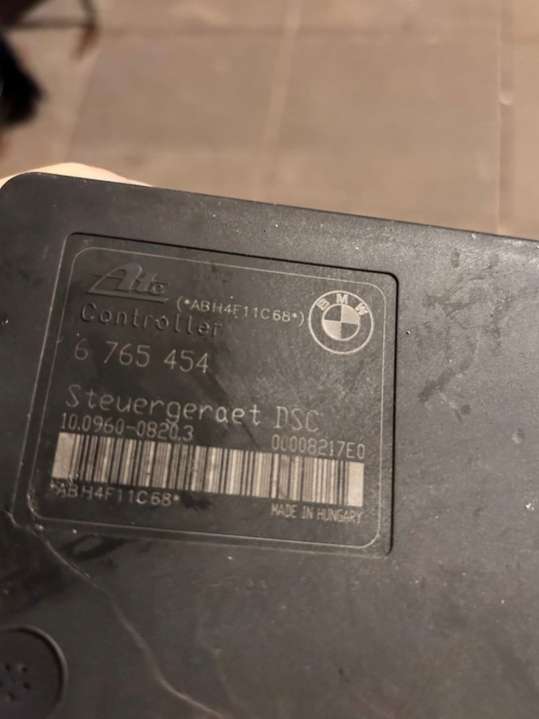 Ate
(*ABH4F11C68*)
BMW
Controller
6 765 454
Steuergeraet DSC
10.0960-0820.3
00008217E0
*ABH4F11C68*
MADE IN HUNGARY